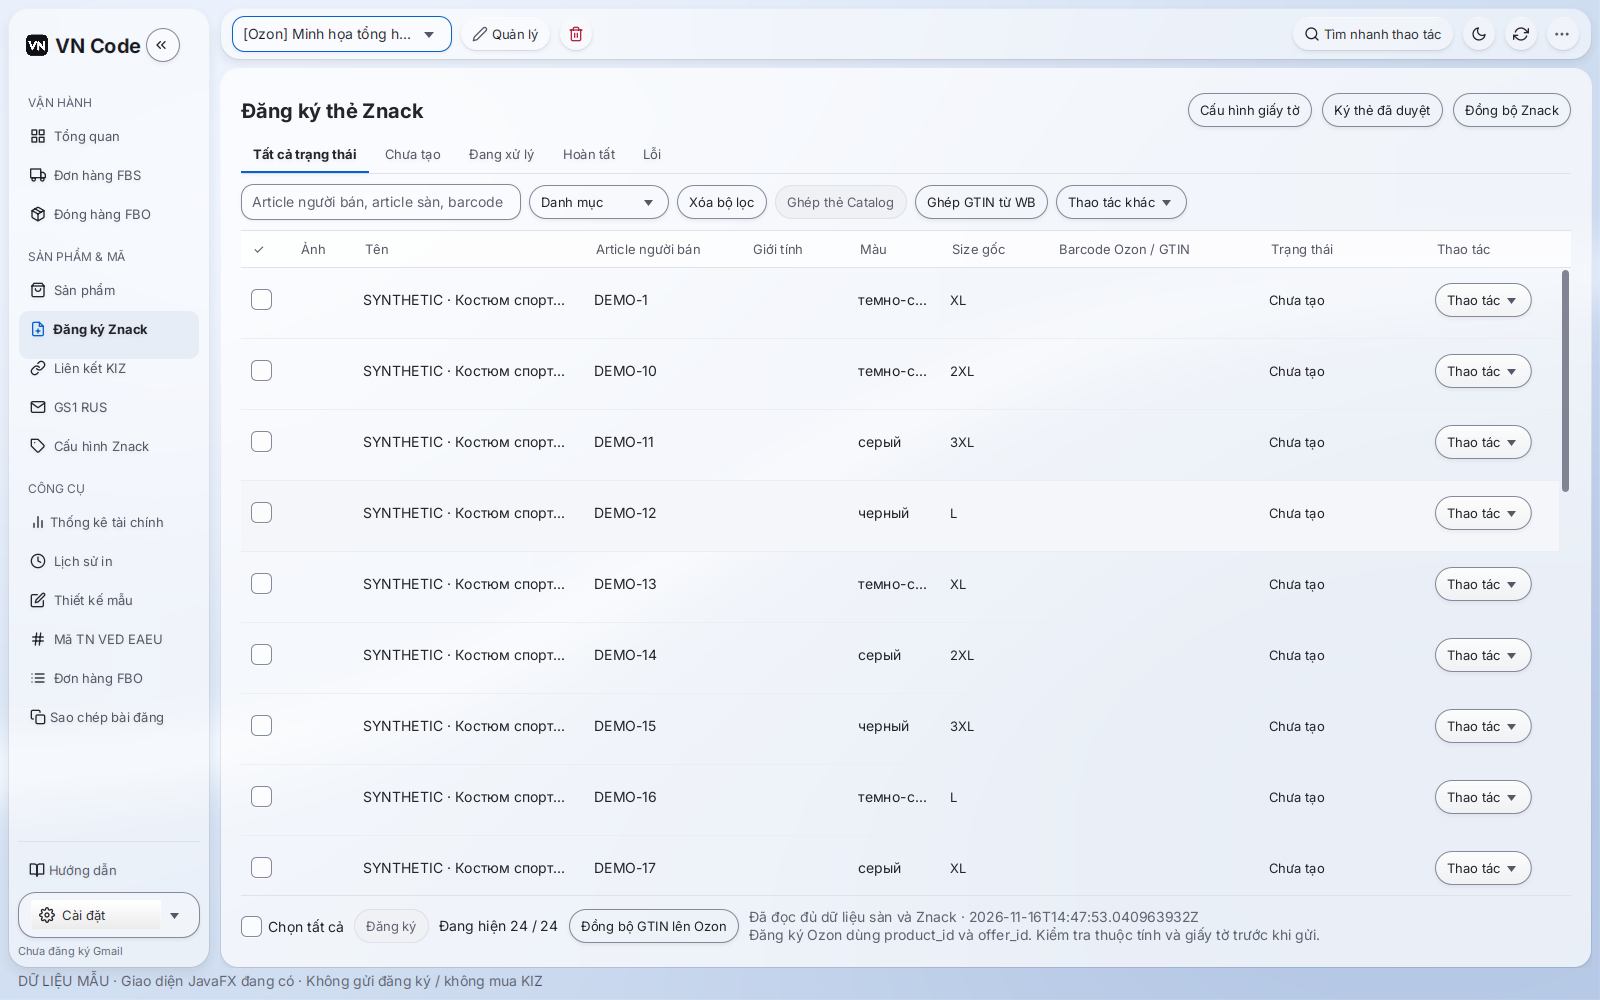 VN Code
VẬN HÀNH
Tổng quan
Đơn hàng FBS
Đóng hàng FBO
SẢN PHẨM & MÃ
Sản phẩm
Đăng ký Znack
Liên kết KIZ
GS1 RUS
Cấu hình Znack
CÔNG CỤ
Thống kê tài chính
Lịch sử in
Thiết kế mẫu
Mã TN VED EAEU
Đơn hàng FBO
Sao chép bài đăng
Hướng dẫn
Cài đặt
Chưa đăng ký Gmail
[Ozon] Minh họa tổng h... Quản lý Tìm nhanh thao tác
Đăng ký thẻ Znack Cấu hình giấy tờ Ký thẻ đã duyệt Đồng bộ Znack
Tất cả trạng thái Chưa tạo Đang xử lý Hoàn tất Lỗi
Article người bán, article sàn, barcode Danh mục Xóa bộ lọc Ghép thẻ Catalog Ghép GTIN từ WB Thao tác khác
Ảnh Tên Article người bán Giới tính Màu Size gốc Barcode Ozon / GTIN Trạng thái Thao tác
SYNTHETIC · Костюм спорт... DEMO-1 темно-с... XL Chưa tạo Thao tác
SYNTHETIC · Костюм спорт... DEMO-10 темно-с... 2XL Chưa tạo Thao tác
SYNTHETIC · Костюм спорт... DEMO-11 серый 3XL Chưa tạo Thao tác
SYNTHETIC · Костюм спорт... DEMO-12 черный L Chưa tạo Thao tác
SYNTHETIC · Костюм спорт... DEMO-13 темно-с... XL Chưa tạo Thao tác
SYNTHETIC · Костюм спорт... DEMO-14 серый 2XL Chưa tạo Thao tác
SYNTHETIC · Костюм спорт... DEMO-15 черный 3XL Chưa tạo Thao tác
SYNTHETIC · Костюм спорт... DEMO-16 темно-с... L Chưa tạo Thao tác
SYNTHETIC · Костюм спорт... DEMO-17 серый XL Chưa tạo Thao tác
Chọn tất cả Đăng ký Đang hiện 24 / 24 Đồng bộ GTIN lên Ozon
Đã đọc đủ dữ liệu sàn và Znack · 2026-11-16T14:47:53.040963932Z
Đăng ký Ozon dùng product_id và offer_id. Kiểm tra thuộc tính và giấy tờ trước khi gửi.
DỮ LIỆU MẪU · Giao diện JavaFX đang có · Không gửi đăng ký / không mua KIZ